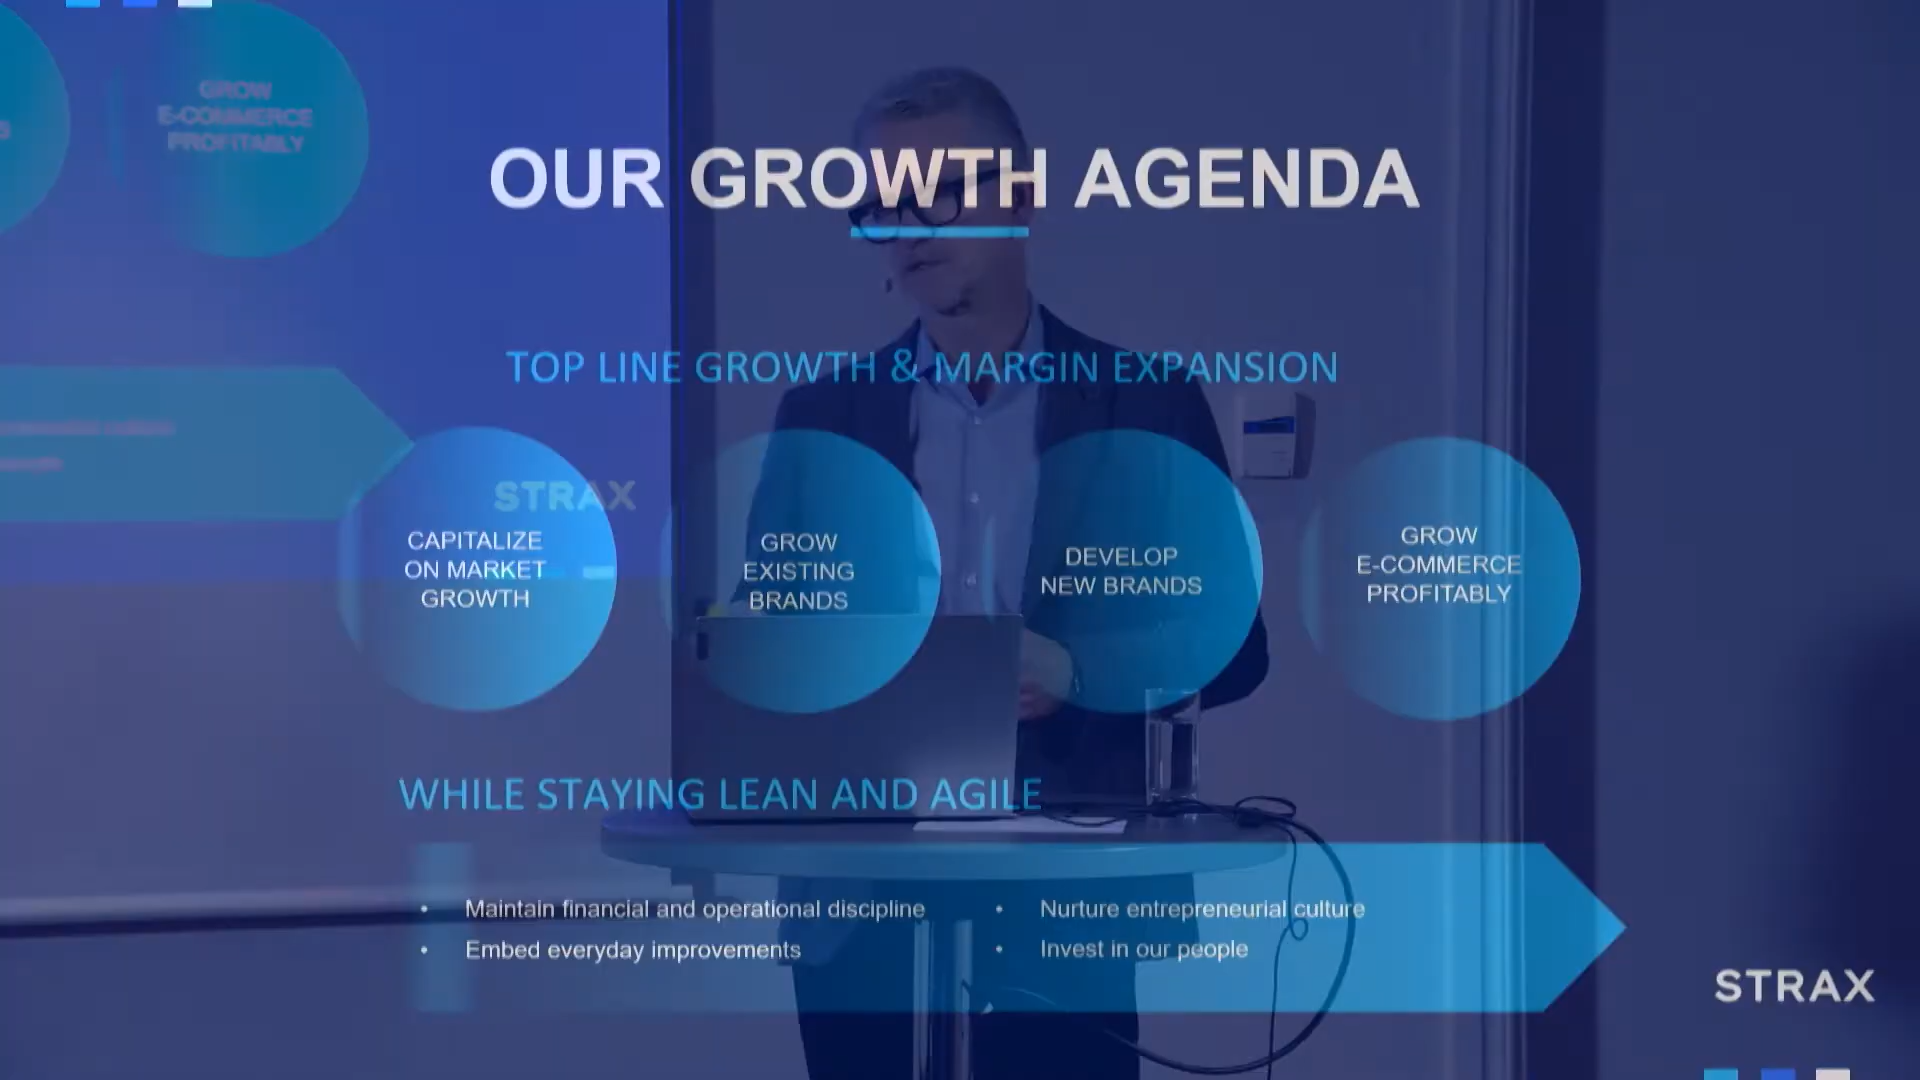 GROW
E-COMMERCE
PROFITABLY
OUR GROWTH AGENDA
TOP LINE GROWTH & MARGIN EXPANSION
STRAX
CAPITALIZE
ON MARKET
GROWTH
GROW
EXISTING
BRANDS
DEVELOP
NEW BRANDS
GROW
E-COMMERCE
PROFITABLY
WHILE STAYING LEAN AND AGILE
• Maintain financial and operational discipline
• Embed everyday improvements
• Nurture entrepreneurial culture
• Invest in our people
STRAX